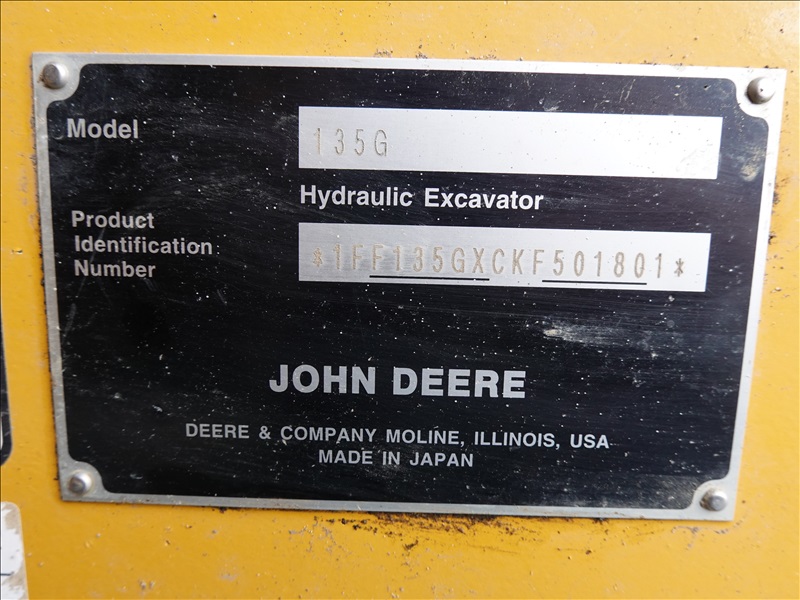 Model
135G
Hydraulic Excavator
Product
Identification
Number
*1FF135GXCKF501801*
JOHN DEERE
DEERE & COMPANY MOLINE, ILLINOIS, USA
MADE IN JAPAN